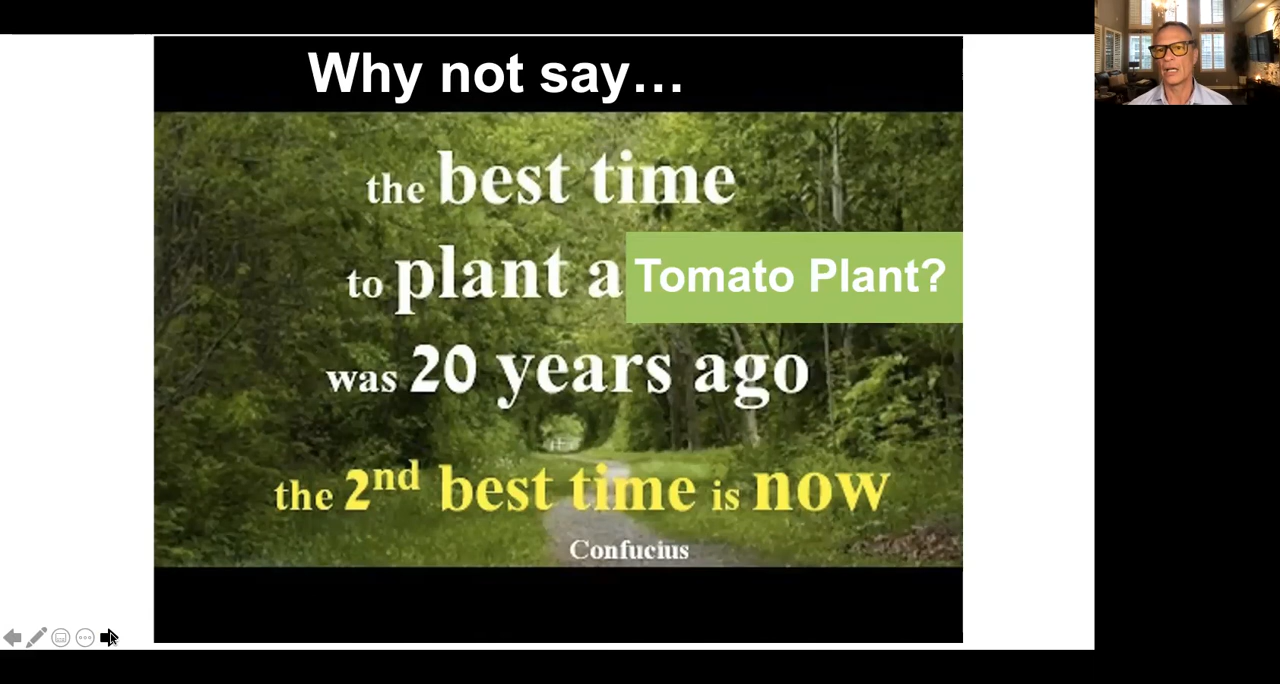 Why not say…
the best time
to plant a Tomato Plant?
was 20 years ago
the 2nd best time is now
Confucius